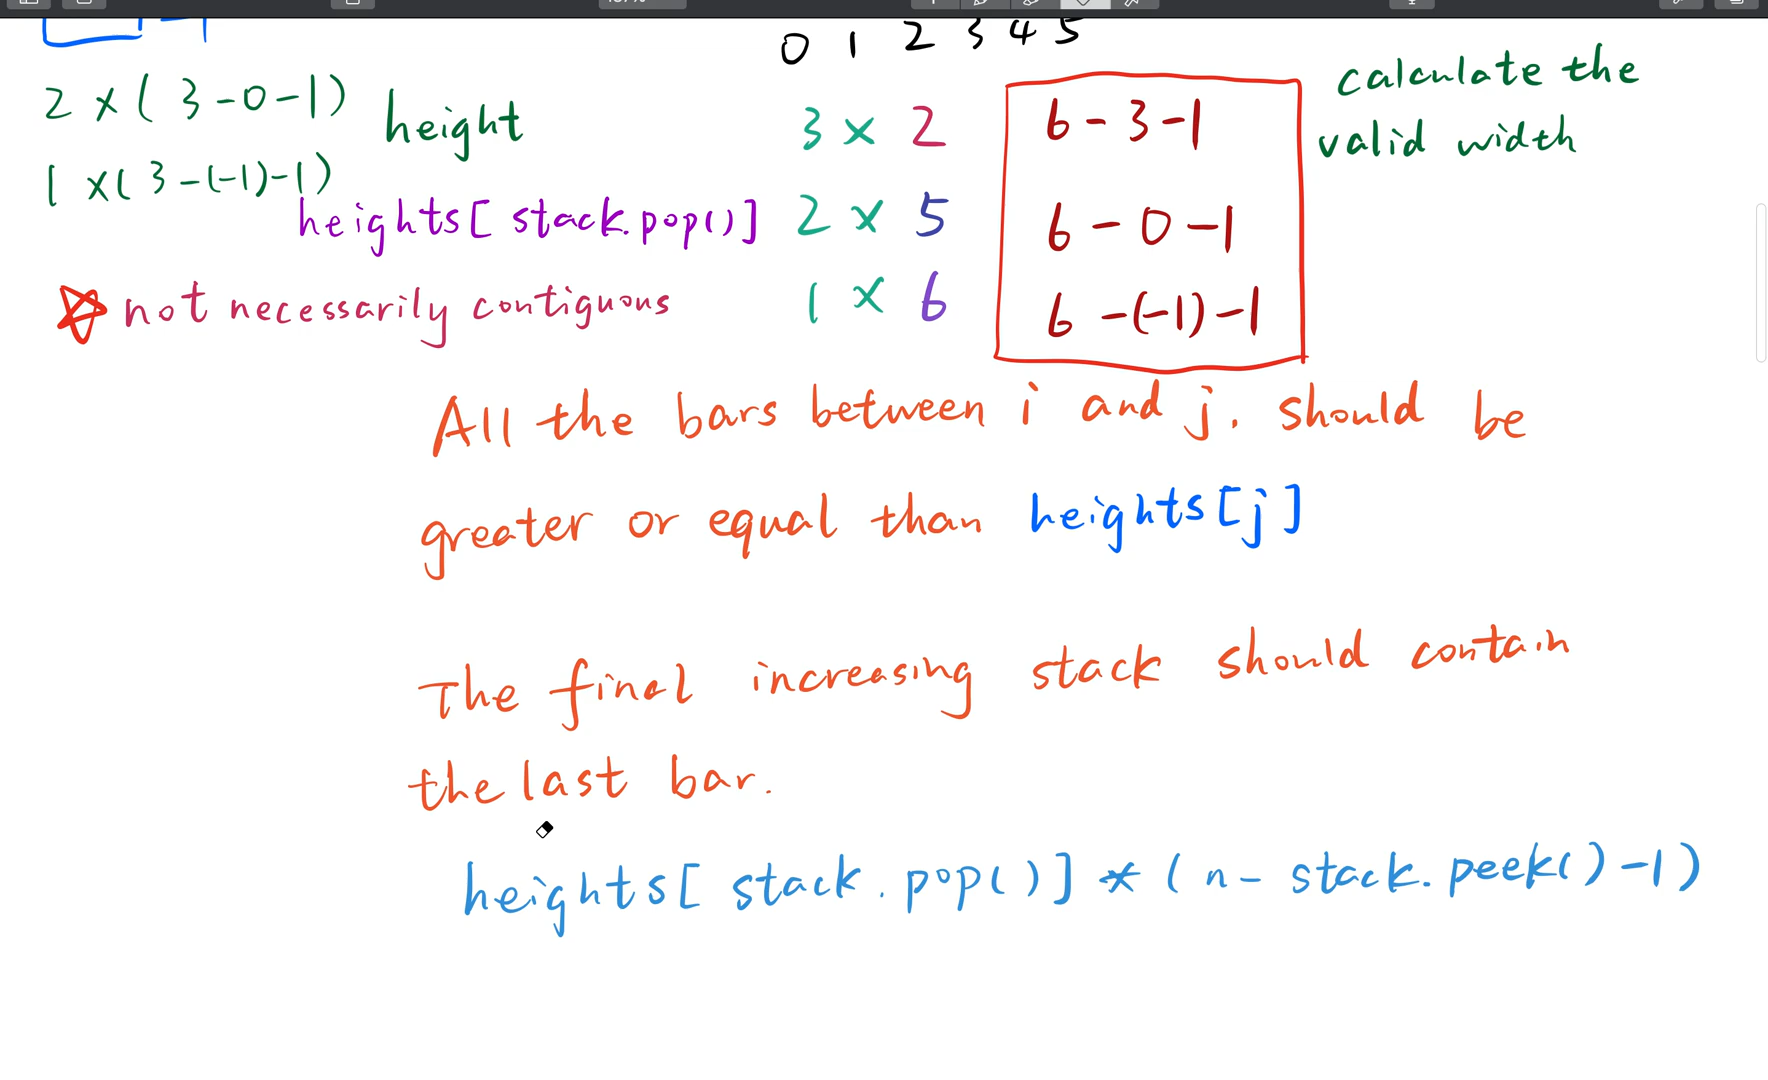 0 1 2 3 4 5
2 × ( 3 - 0 - 1 ) height
1 × ( 3 - (-1) - 1 )
heights[ stack.pop() ]
☆ not necessarily contiguous
3 × 2 6 - 3 - 1
2 × 5 6 - 0 - 1
1 × 6 6 - (-1) - 1
calculate the
valid width
All the bars between i and j, should be
greater or equal than heights[j]
The final increasing stack should contain
the last bar.
heights[ stack.pop() ] * ( n - stack.peek() - 1 )